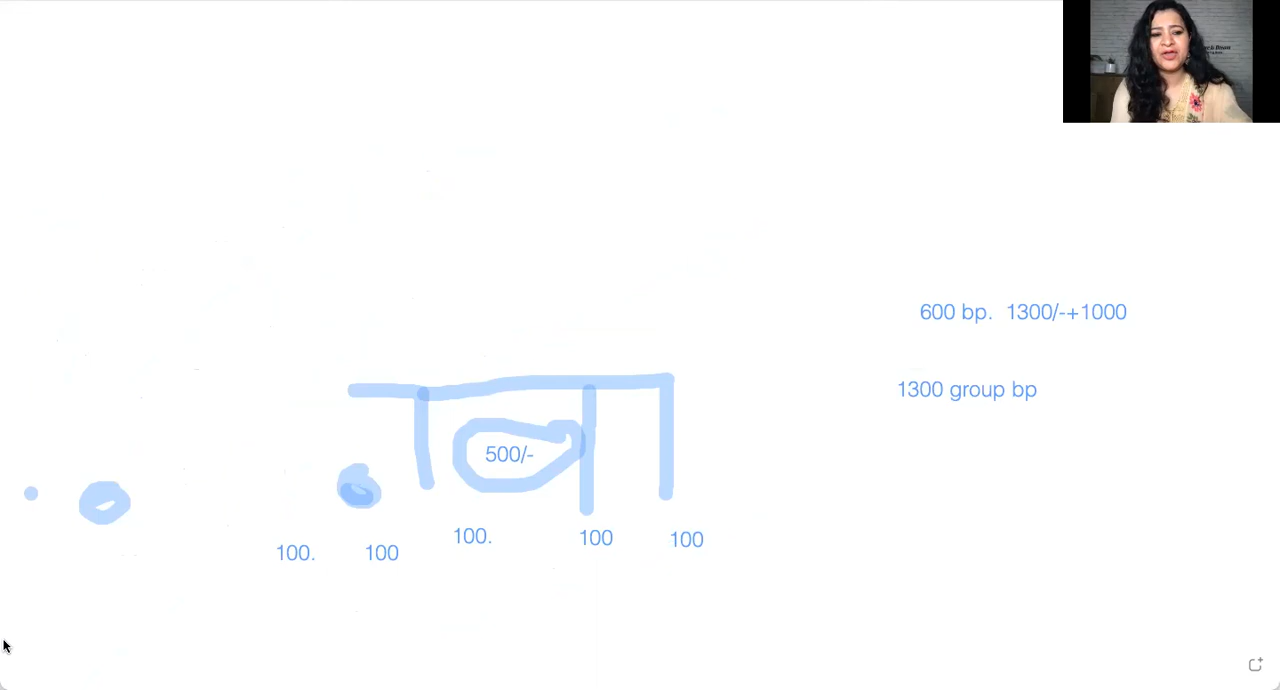 600 bp. 1300/-+1000
1300 group bp
500/-
100. 100 100. 100 100